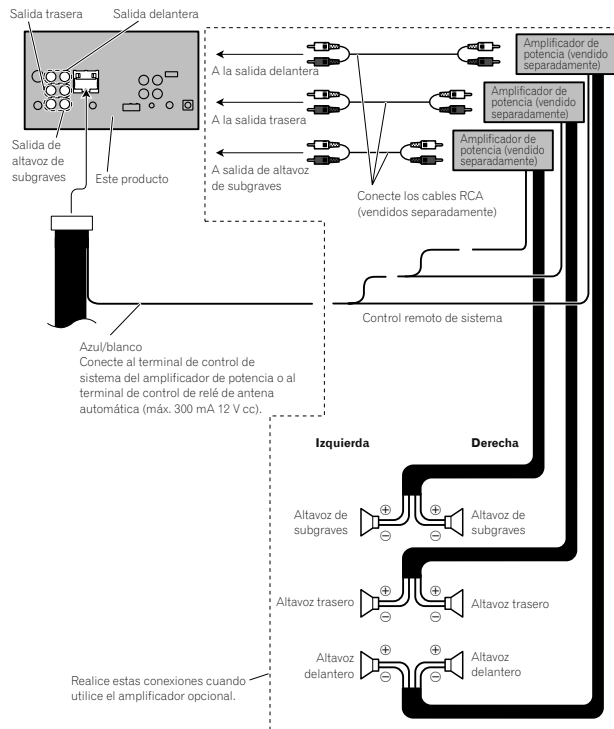 Salida trasera
Salida delantera
Amplificador de
potencia (vendido
separadamente)
A la salida delantera
Amplificador de
potencia (vendido
separadamente)
A la salida trasera
Amplificador de
potencia (vendido
separadamente)
Salida de
altavoz de
subgraves
Este producto
A salida de altavoz
de subgraves
Conecte los cables RCA
(vendidos separadamente)
Control remoto de sistema
Azul/blanco
Conecte al terminal de control de
sistema del amplificador de potencia o al
terminal de control de relé de antena
automática (máx. 300 mA 12 V cc).
Izquierda
Derecha
Altavoz de
subgraves
⊕
⊖
⊕
⊖
Altavoz de
subgraves
Altavoz trasero
⊕
⊖
⊕
⊖
Altavoz trasero
Altavoz
delantero
⊕
⊖
⊕
⊖
Altavoz
delantero
Realice estas conexiones cuando
utilice el amplificador opcional.